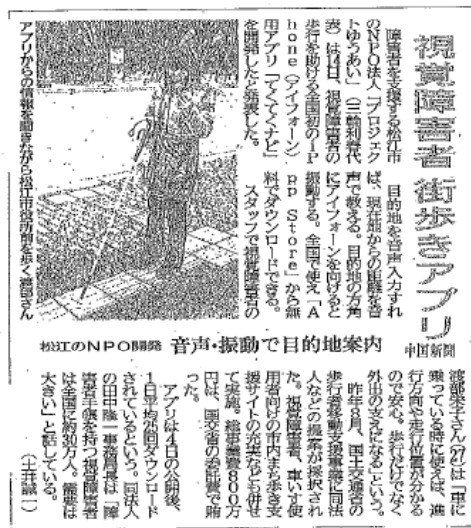 視覚障害者 街歩きアプリ
中国新聞
松江のNPO開発 音声・振動で目的地案内
障害者を支援する松江市
のNPO法人「プロジェク
トゆうあい」(三輪利春代
表)は14日、視覚障害者の
歩行を助ける全国初のiP
hone(アイフォーン)
用アプリ「てくてくナビ」
を開発したと発表した。
目的地を音声入力すれ
ば、現在地からの距離を音
声で教える。目的地の方角
にアイフォーンを向けると
振動する。全国で使え「A
pp Store」から無
料でダウンロードできる。
スタッフで視覚障害者の
渡部栄子さん(27)は「車に
乗っている時に使えば、進
行方向や走行位置が分かる
ので安心。歩行だけでなく
外出の支えになる」という。
昨年8月、国土交通省の
歩行者移動支援事業に同法
人などの提案が採択され
た。視覚障害者、車いす使
用者向けの市内まち歩き支
援サイトの充実なども併せ
て実施。総事業費800万
円は、国交省の委託費で賄
った。
アプリは4日の公開後、
1日平均25回ダウンロード
されているという。同法人
の田中隆一事務局長は「障
害者手帳を持つ視覚障害者
は全国に約30万人。需要は
大きい」と話している。
(土井誠一)
アプリからの情報を聞きながら松江市役所前を歩く渡部さん